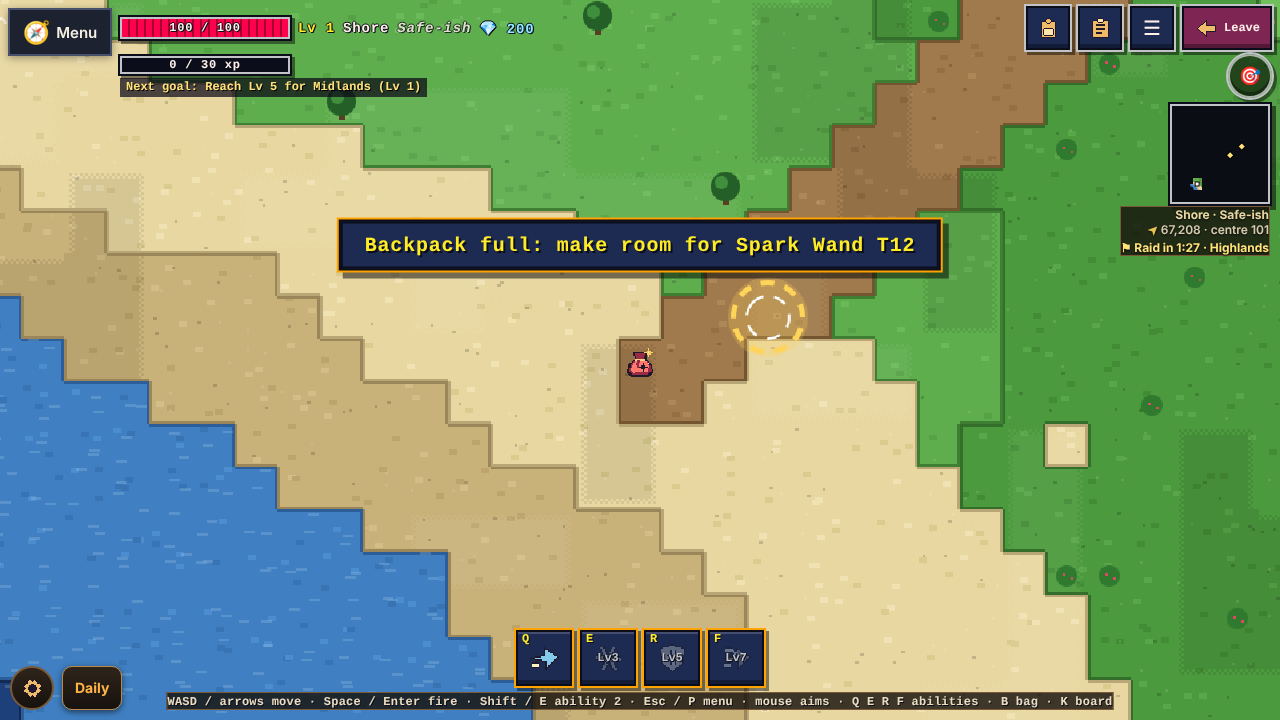 Menu
100 / 100
Lv 1 Shore Safe-ish 200
0 / 30 xp
Next goal: Reach Lv 5 for Midlands (Lv 1)
Leave
Shore · Safe-ish
67,208 · centre 101
Raid in 1:27 · Highlands
Backpack full: make room for Spark Wand T12
Q
E
Lv3
R
Lv5
F
Lv7
Daily
WASD / arrows move · Space / Enter fire · Shift / E ability 2 · Esc / P menu · mouse aims · Q E R F abilities · B bag · K board